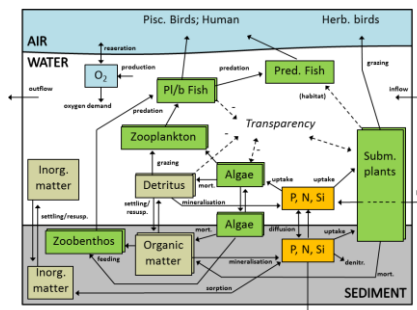 Pisc. Birds; Human
Herb. birds
AIR
WATER
reaeration
O2
production
oxygen demand
outflow
inflow
predation
predation
Pl/b Fish
Pred. Fish
(habitat)
grazing
predation
-
Transparency
-
Zooplankton
grazing
Inorg.
matter
Detritus
mort.
Algae
uptake
P, N, Si
uptake
Subm.
plants
settling/resusp.
settling/
resusp.
mineralisation
mort.
Algae
diffusion
uptake
Zoobenthos
feeding
Organic
matter
mineralisation
P, N, Si
denitr.
mort.
Inorg.
matter
sorption
SEDIMENT